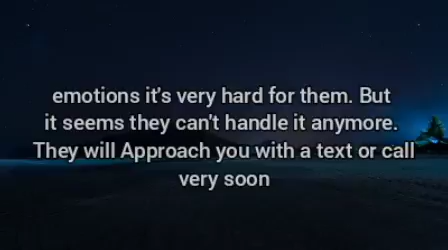 emotions it's very hard for them. But
it seems they can't handle it anymore.
They will Approach you with a text or call
very soon